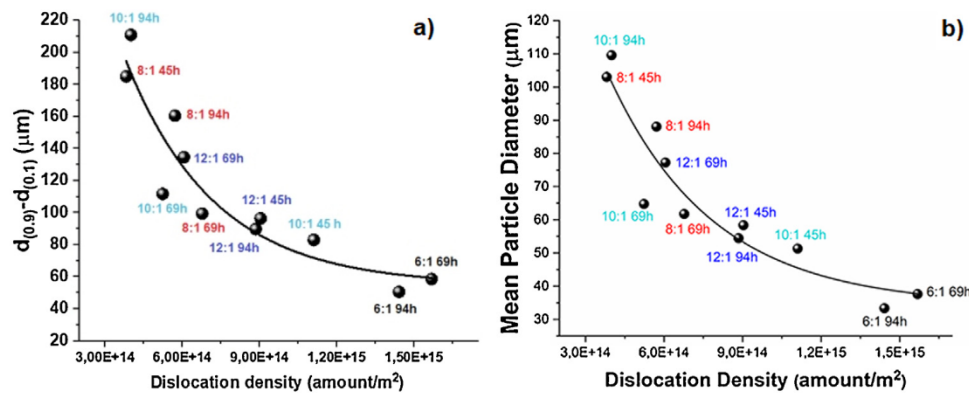 a)
d(0.9)-d(0.1) (μm)
220
200
180
160
140
120
100
80
60
40
20
10:1 94h
8:1 45h
8:1 94h
12:1 69h
10:1 69h
12:1 45h
8:1 69h
12:1 94h
10:1 45 h
6:1 69h
6:1 94h
3,00E+14 6,00E+14 9,00E+14 1,20E+15 1,50E+15
Dislocation density (amount/m²)
b)
Mean Particle Diameter (μm)
120
110
100
90
80
70
60
50
40
30
10:1 94h
8:1 45h
8:1 94h
12:1 69h
10:1 69h
12:1 45h
8:1 69h
12:1 94h
10:1 45h
6:1 69h
6:1 94h
3,0E+14 6,0E+14 9,0E+14 1,2E+15 1,5E+15
Dislocation Density (amount/m²)